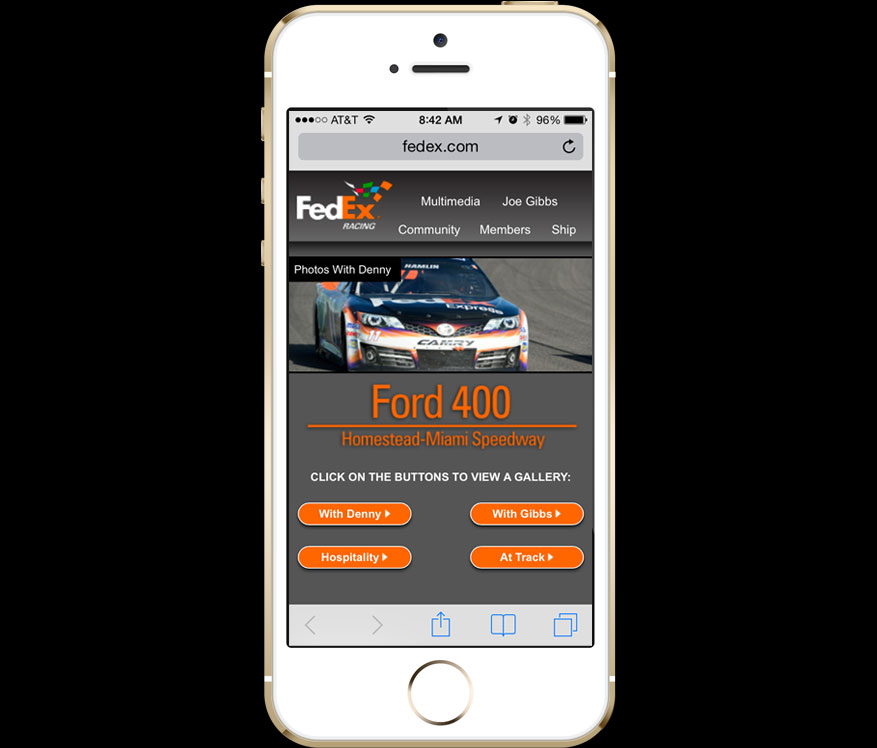 AT&T 8:42 AM 96%
fedex.com
FedEx Multimedia Joe Gibbs
RACING Community Members Ship
Photos With Denny HAMLIN
FedEx
Express
11
CAMRY
Ford 400
Homestead-Miami Speedway
CLICK ON THE BUTTONS TO VIEW A GALLERY:
With Denny With Gibbs
Hospitality At Track